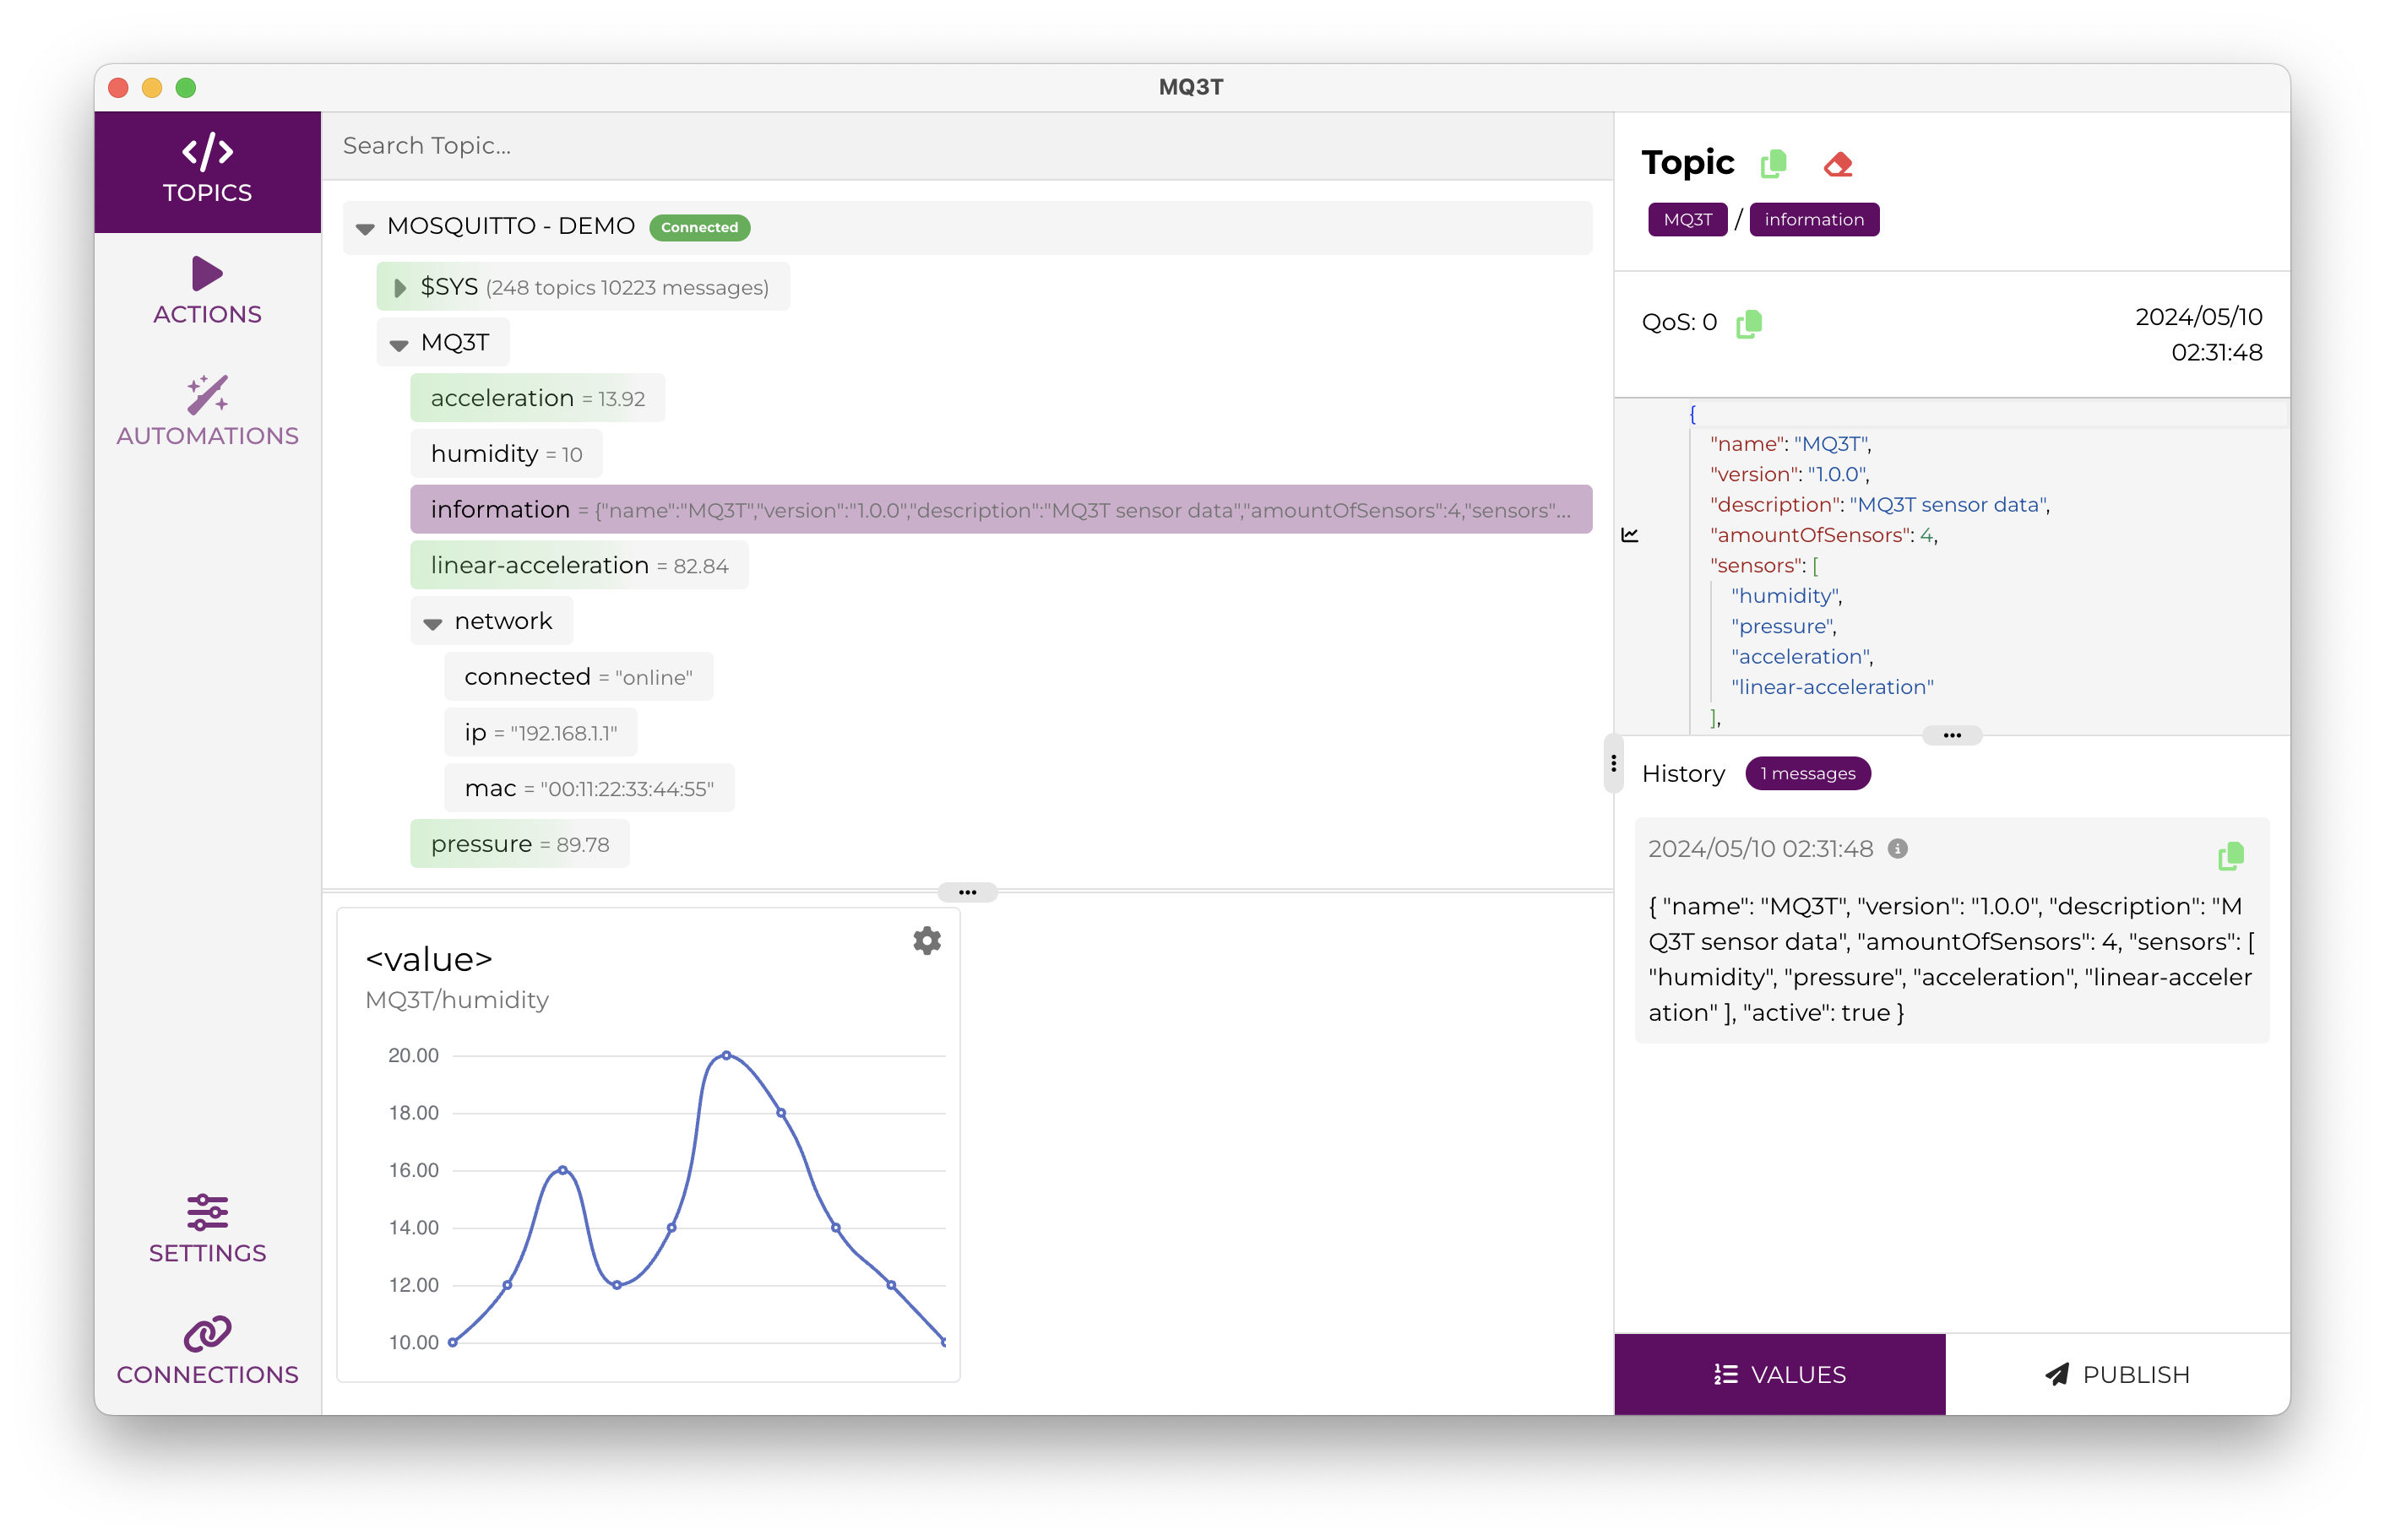 MQ3T
TOPICS
ACTIONS
AUTOMATIONS
SETTINGS
CONNECTIONS
Search Topic...
MOSQUITTO - DEMO Connected
$SYS (248 topics 10223 messages)
MQ3T
acceleration = 13.92
humidity = 10
information = {"name":"MQ3T","version":"1.0.0","description":"MQ3T sensor data","amountOfSensors":4,"sensors"...
linear-acceleration = 82.84
network
connected = "online"
ip = "192.168.1.1"
mac = "00:11:22:33:44:55"
pressure = 89.78
<value>
MQ3T/humidity
20.00
18.00
16.00
14.00
12.00
10.00
Topic
MQ3T / information
QoS: 0
2024/05/10
02:31:48
{
"name": "MQ3T",
"version": "1.0.0",
"description": "MQ3T sensor data",
"amountOfSensors": 4,
"sensors": [
"humidity",
"pressure",
"acceleration",
"linear-acceleration"
],
History 1 messages
2024/05/10 02:31:48
{ "name": "MQ3T", "version": "1.0.0", "description": "M
Q3T sensor data", "amountOfSensors": 4, "sensors": [
"humidity", "pressure", "acceleration", "linear-acceler
ation" ], "active": true }
VALUES
PUBLISH